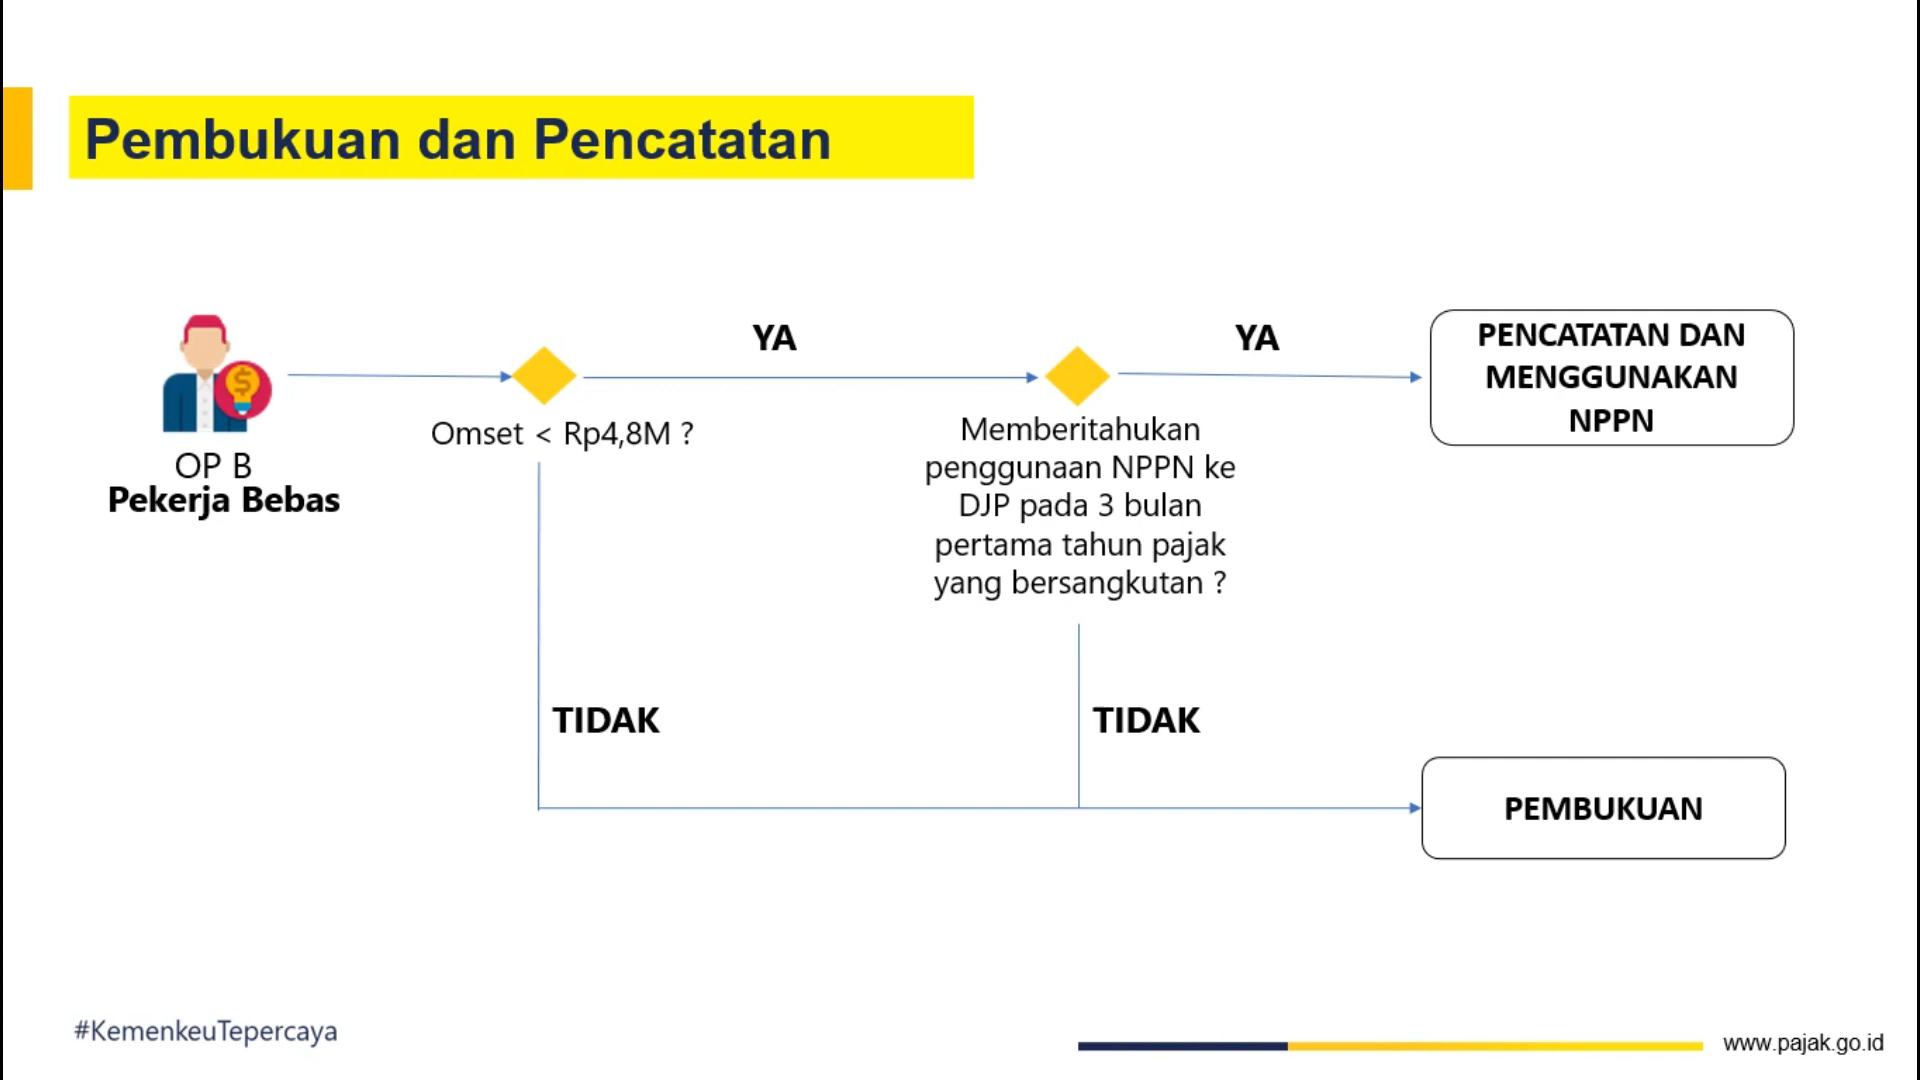 Pembukuan dan Pencatatan
YA
YA
PENCATATAN DAN
MENGGUNAKAN
NPPN
Omset < Rp4,8M ?
Memberitahukan
penggunaan NPPN ke
DJP pada 3 bulan
pertama tahun pajak
yang bersangkutan ?
OP B
Pekerja Bebas
TIDAK
TIDAK
PEMBUKUAN
#KemenkeuTepercaya
www.pajak.go.id